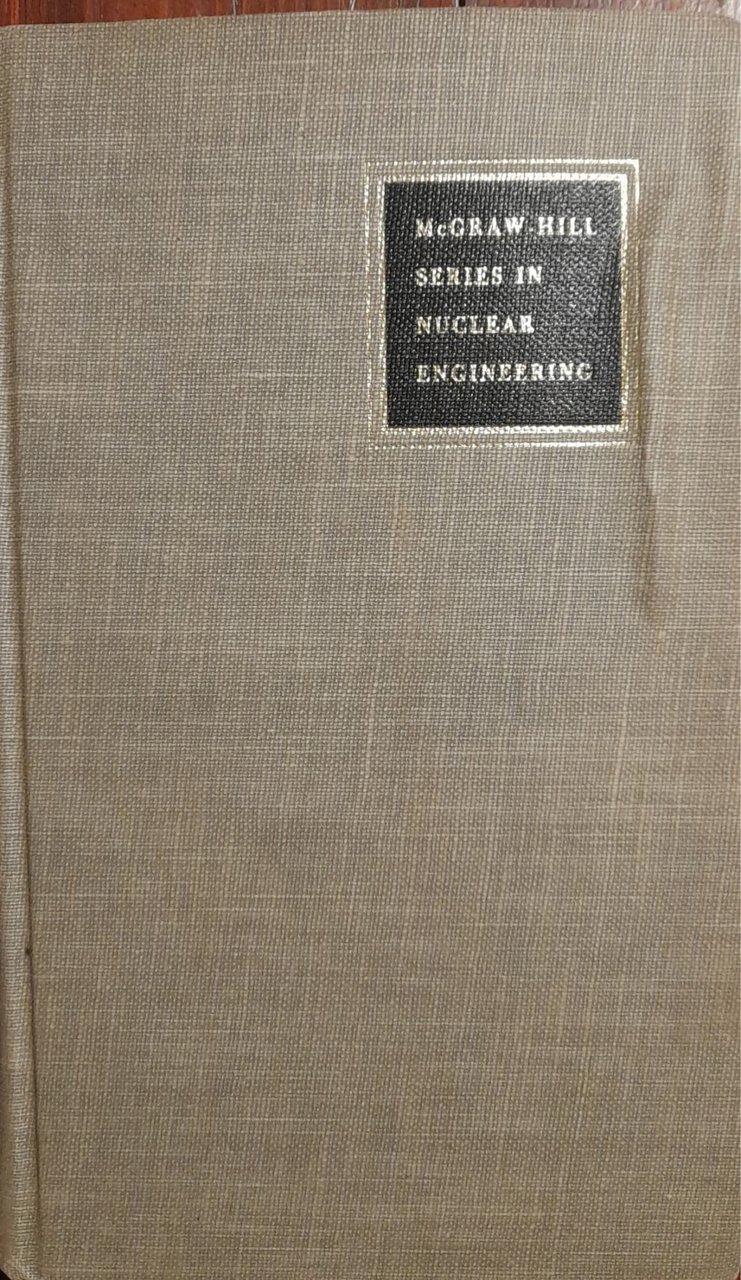 McGRAW-HILL
SERIES IN
NUCLEAR
ENGINEERING